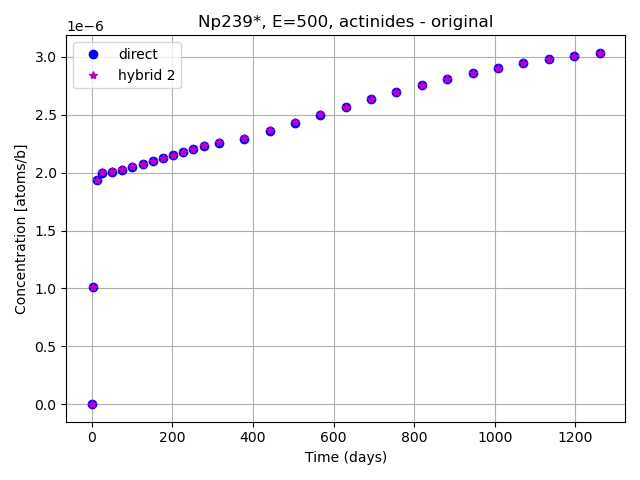 Np239*, E=500, actinides - original
1e−6
direct
hybrid 2
3.0
2.5
2.0
1.5
1.0
0.5
0.0
Concentration [atoms/b]
0 200 400 600 800 1000 1200
Time (days)